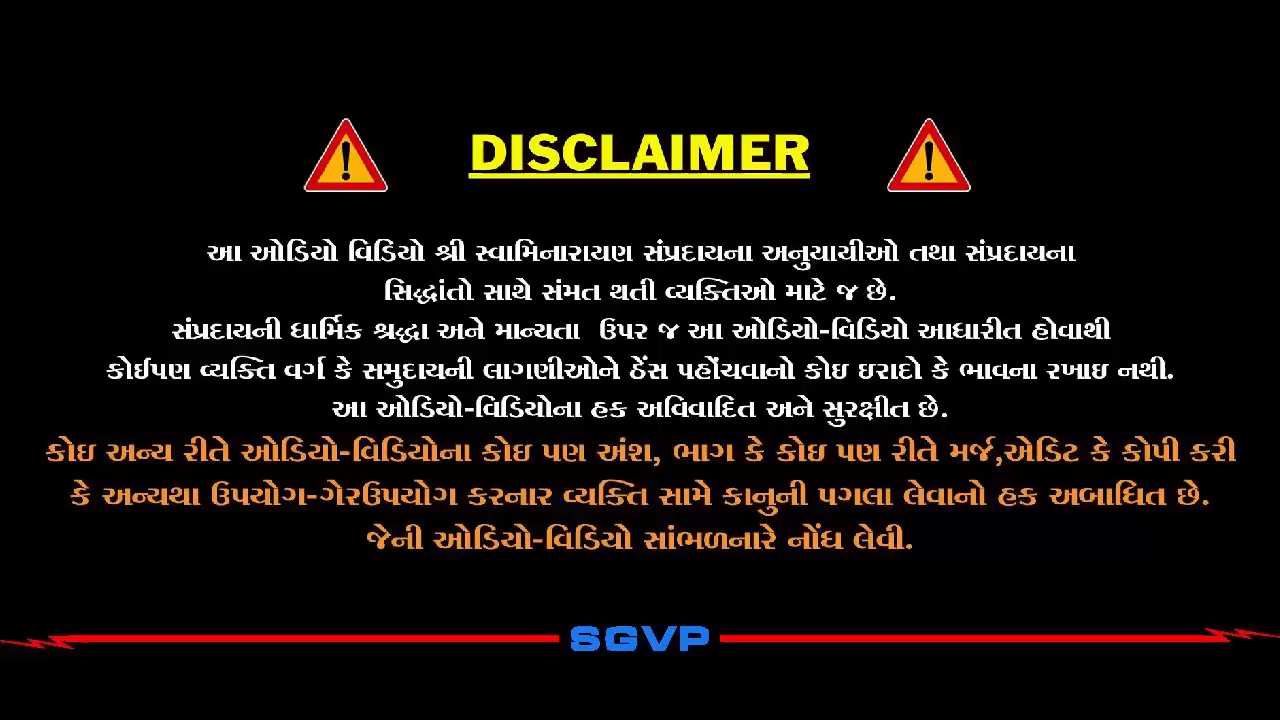 DISCLAIMER
આ ઓડિયો વિડિયો શ્રી સ્વામિનારાયણ સંપ્રદાયના અનુયાયીઓ તથા સંપ્રદાયના
સિદ્ધાંતો સાથે સંમત થતી વ્યક્તિઓ માટે જ છે.
સંપ્રદાયની ધાર્મિક શ્રદ્ધા અને માન્યતા  ઉપર જ આ ઓડિયો-વિડિયો આધારીત હોવાથી
કોઈપણ વ્યક્તિ વર્ગ કે સમુદાયની લાગણીઓને ઠેંસ પહોંચવાનો કોઇ ઇરાદો કે ભાવના રખાઇ નથી.
આ ઓડિયો-વિડિયોના હક અવિવાદિત અને સુરક્ષીત છે.
કોઇ અન્ય રીતે ઓડિયો-વિડિયોના કોઇ પણ અંશ, ભાગ કે કોઇ પણ રીતે મર્જ,એડિટ કે કોપી કરી
કે અન્યથા ઉપયોગ-ગેરઉપયોગ કરનાર વ્યક્તિ સામે કાનુની પગલા લેવાનો હક અબાધિત છે.
જેની ઓડિયો-વિડિયો સાંભળનારે નોંધ લેવી.
SGVP